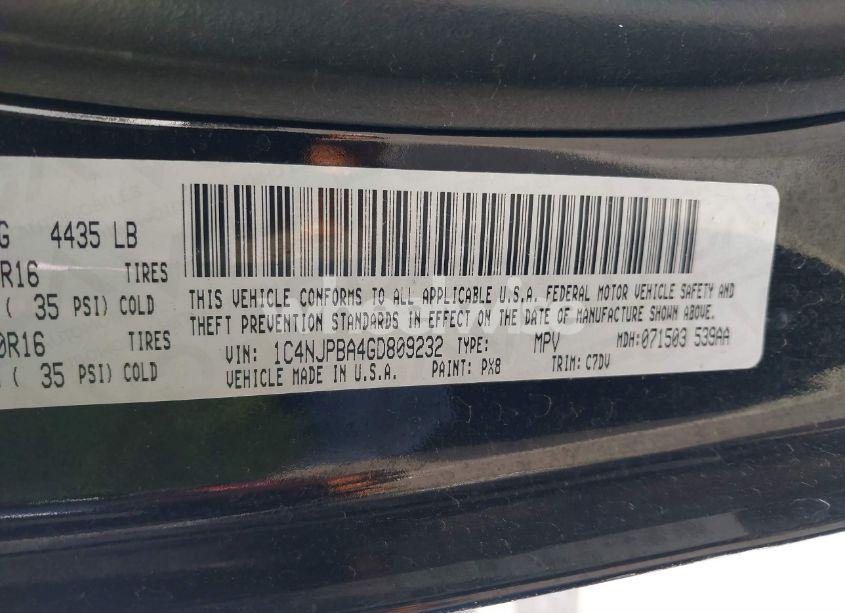 G 4435 LB
R16 TIRES
( 35 PSI) COLD
0R16 TIRES
( 35 PSI) COLD
THIS VEHICLE CONFORMS TO ALL APPLICABLE U.S.A. FEDERAL MOTOR VEHICLE SAFETY AND
THEFT PREVENTION STANDARDS IN EFFECT ON THE DATE OF MANUFACTURE SHOWN ABOVE.
VIN: 1C4NJPBA4GD809232 TYPE: MPV MDH:071503 539AA
VEHICLE MADE IN U.S.A. PAINT: PX8 TRIM: C7DV